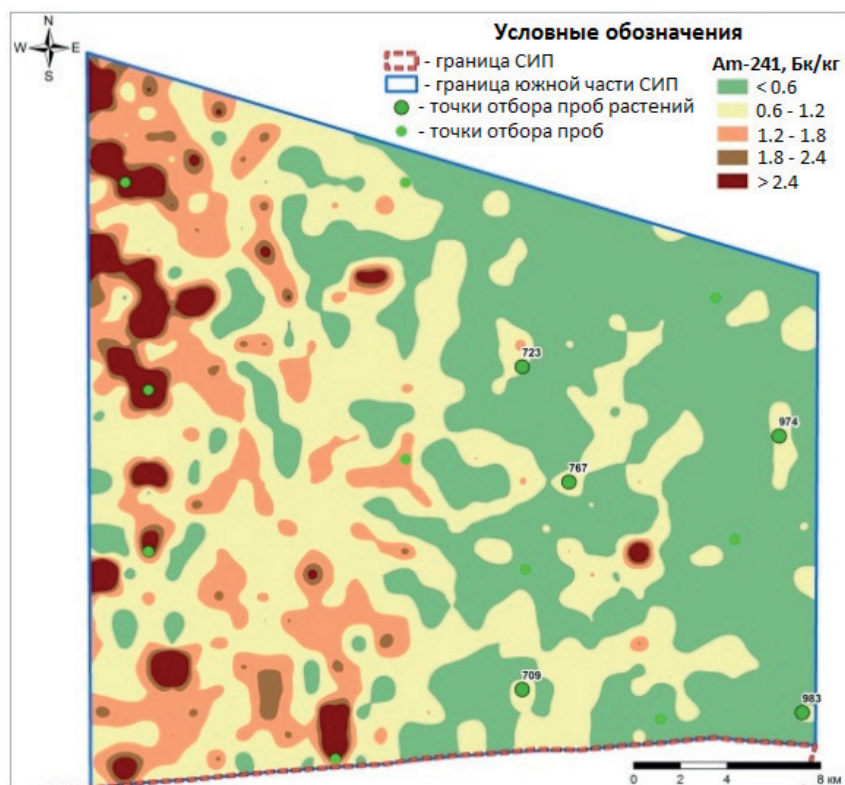 N
W E
S
Условные обозначения
- граница СИП
- граница южной части СИП
- точки отбора проб растений
- точки отбора проб
Am-241, Бк/кг
< 0.6
0.6 - 1.2
1.2 - 1.8
1.8 - 2.4
> 2.4
723
974
767
709
983
0 2 4 8 км